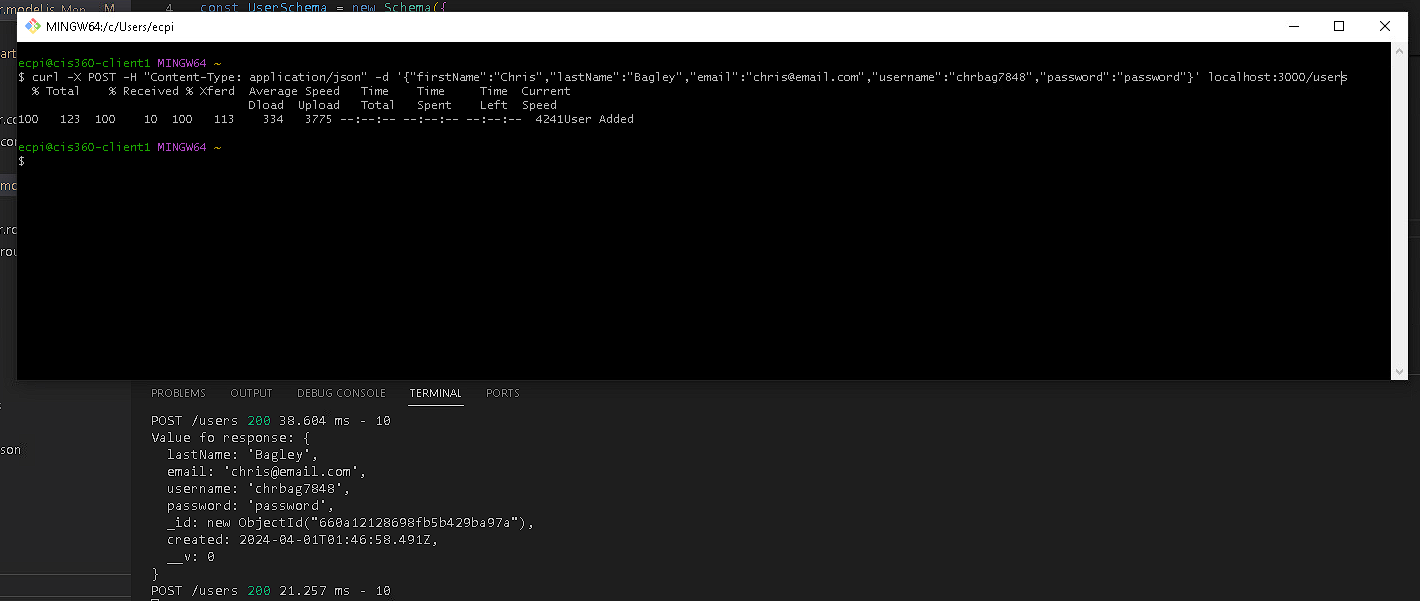 r.model.js Mon M 4 const UserSchema = new Schema({
MINGW64:/c/Users/ecpi
ecpi@cis360-client1 MINGW64 ~
$ curl -X POST -H "Content-Type: application/json" -d '{"firstName":"Chris","lastName":"Bagley","email":"chris@email.com","username":"chrbag7848","password":"password"}' localhost:3000/users
% Total % Received % Xferd Average Speed Time Time Time Current
Dload Upload Total Spent Left Speed
100 123 100 10 100 113 334 3775 --:--:-- --:--:-- --:--:-- 4241User Added
ecpi@cis360-client1 MINGW64 ~
$
PROBLEMS OUTPUT DEBUG CONSOLE TERMINAL PORTS
POST /users 200 38.604 ms - 10
Value fo response: {
lastName: 'Bagley',
email: 'chris@email.com',
username: 'chrbag7848',
password: 'password',
_id: new ObjectId("660a12128698fb5b429ba97a"),
created: 2024-04-01T01:46:58.491Z,
__v: 0
}
POST /users 200 21.257 ms - 10
son